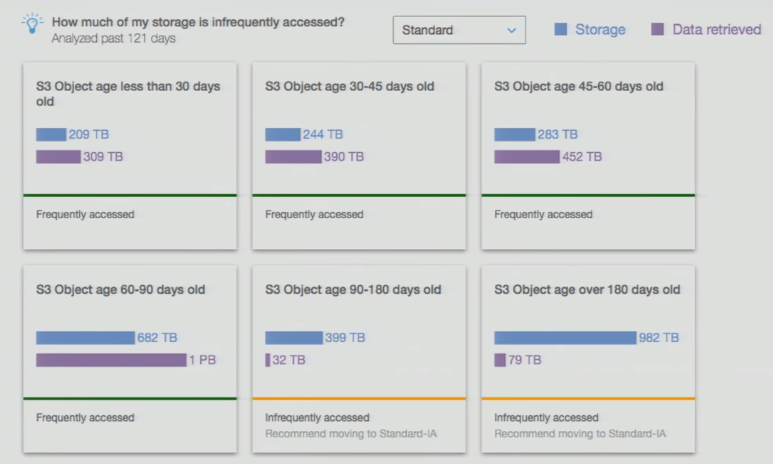 How much of my storage is infrequently accessed?
Analyzed past 121 days
Standard
Storage
Data retrieved
S3 Object age less than 30 days
old
209 TB
309 TB
Frequently accessed
S3 Object age 30-45 days old
244 TB
390 TB
Frequently accessed
S3 Object age 45-60 days old
283 TB
452 TB
Frequently accessed
S3 Object age 60-90 days old
682 TB
1 PB
Frequently accessed
S3 Object age 90-180 days old
399 TB
32 TB
Infrequently accessed
Recommend moving to Standard-IA
S3 Object age over 180 days old
982 TB
79 TB
Infrequently accessed
Recommend moving to Standard-IA